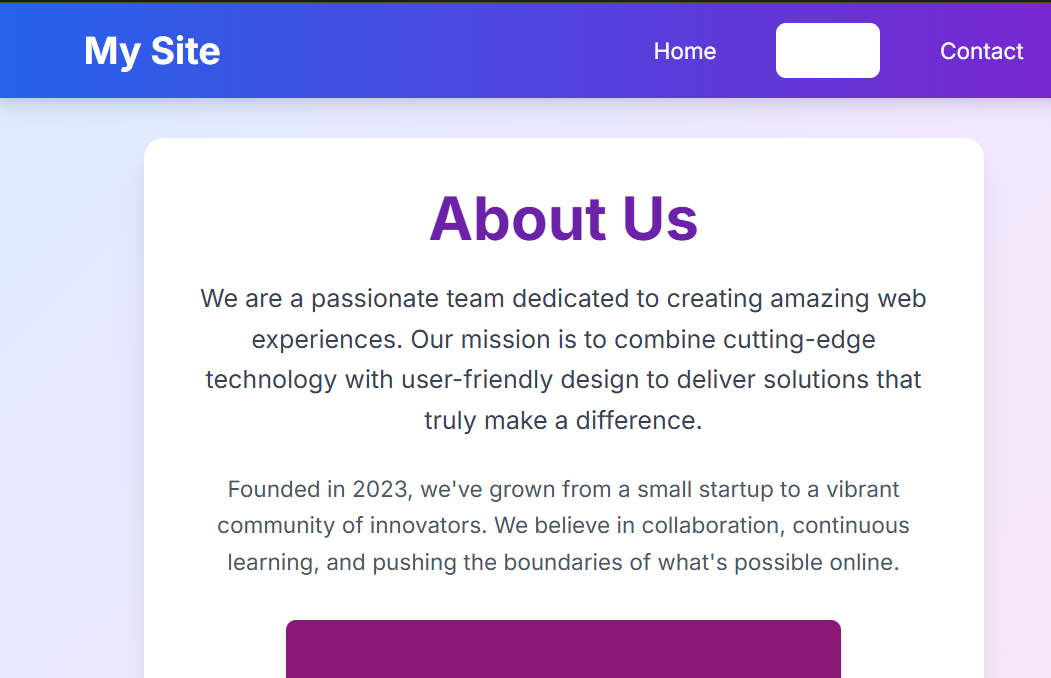 My Site
Home
Contact
About Us
We are a passionate team dedicated to creating amazing web
experiences. Our mission is to combine cutting-edge
technology with user-friendly design to deliver solutions that
truly make a difference.
Founded in 2023, we've grown from a small startup to a vibrant
community of innovators. We believe in collaboration, continuous
learning, and pushing the boundaries of what's possible online.